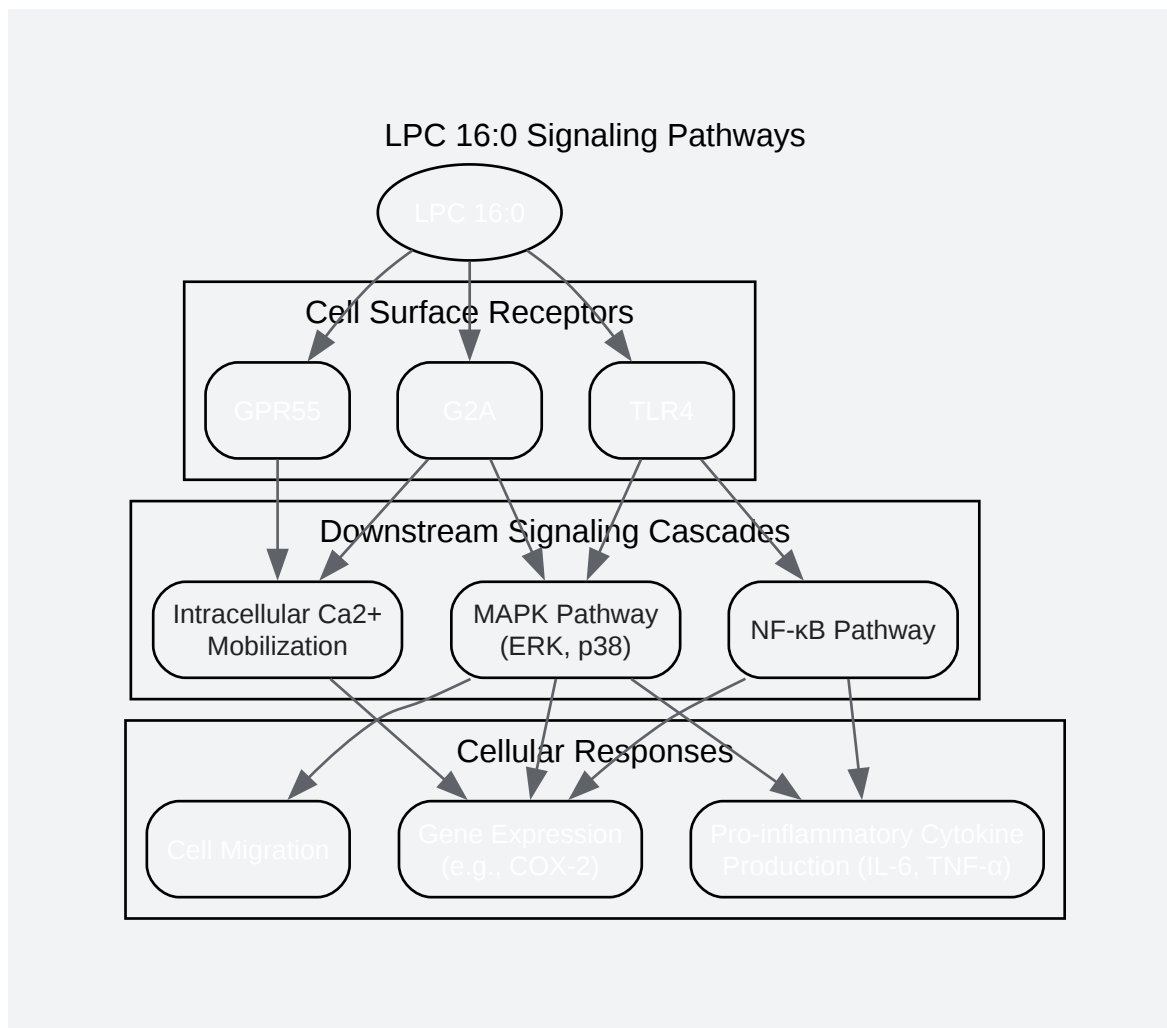 LPC 16:0 Signaling Pathways
LPC 16:0
Cell Surface Receptors
GPR55
G2A
TLR4
Downstream Signaling Cascades
Intracellular Ca2+
Mobilization
MAPK Pathway
(ERK, p38)
NF-κB Pathway
Cellular Responses
Cell Migration
Gene Expression
(e.g., COX-2)
Pro-inflammatory Cytokine
Production (IL-6, TNF-α)